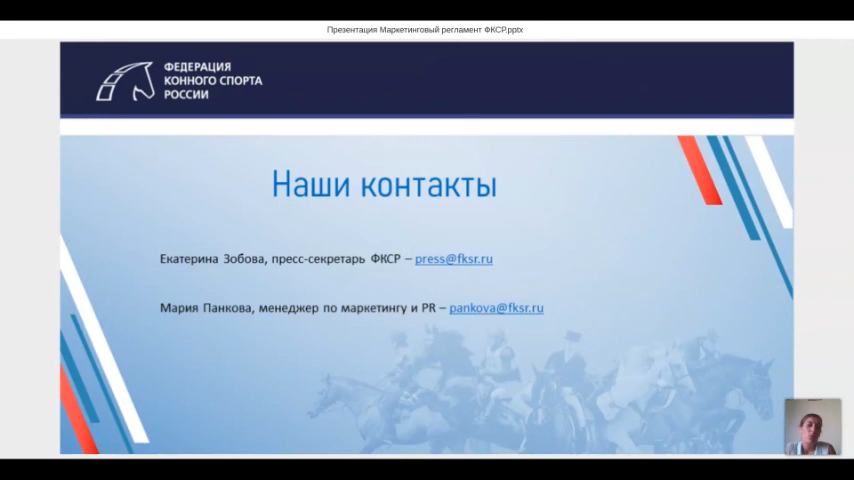 Презентация Маркетинговый регламент ФКСР.pptx
ФЕДЕРАЦИЯ
КОННОГО СПОРТА
РОССИИ
Наши контакты
Екатерина Зобова, пресс-секретарь ФКСР – press@fksr.ru
Мария Панкова, менеджер по маркетингу и PR – pankova@fksr.ru